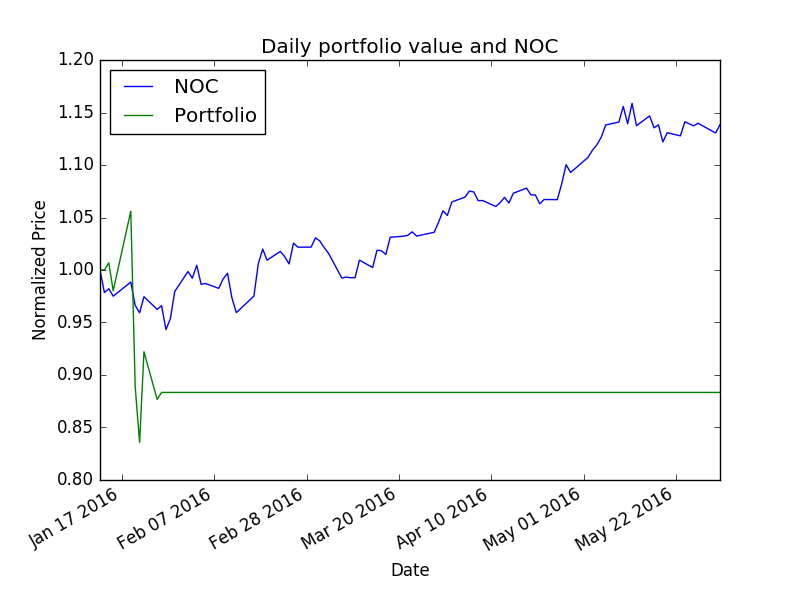 Daily portfolio value and NOC
1.20
1.15
1.10
1.05
1.00
0.95
0.90
0.85
0.80
Normalized Price
NOC
Portfolio
Jan 17 2016
Feb 07 2016
Feb 28 2016
Mar 20 2016
Apr 10 2016
May 01 2016
May 22 2016
Date